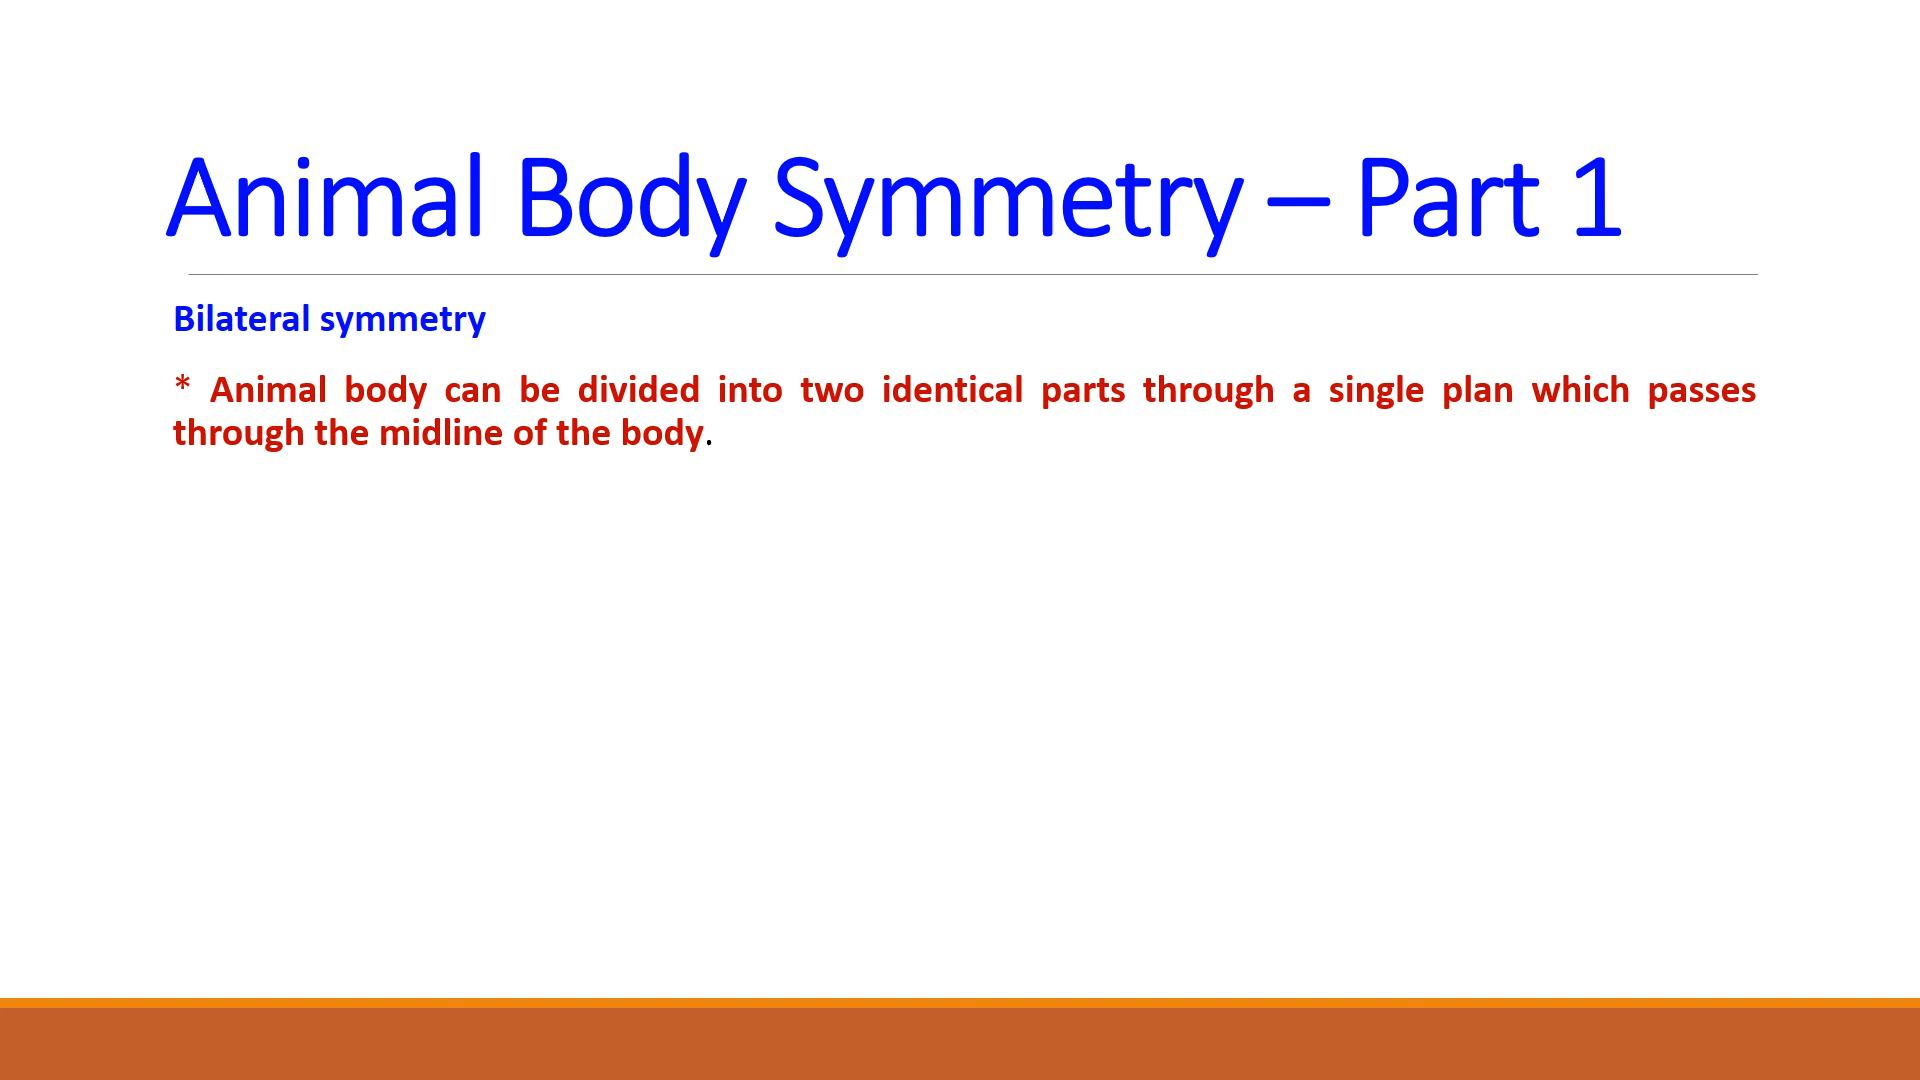 Animal Body Symmetry – Part 1
Bilateral symmetry
* Animal body can be divided into two identical parts through a single plan which passes
through the midline of the body.